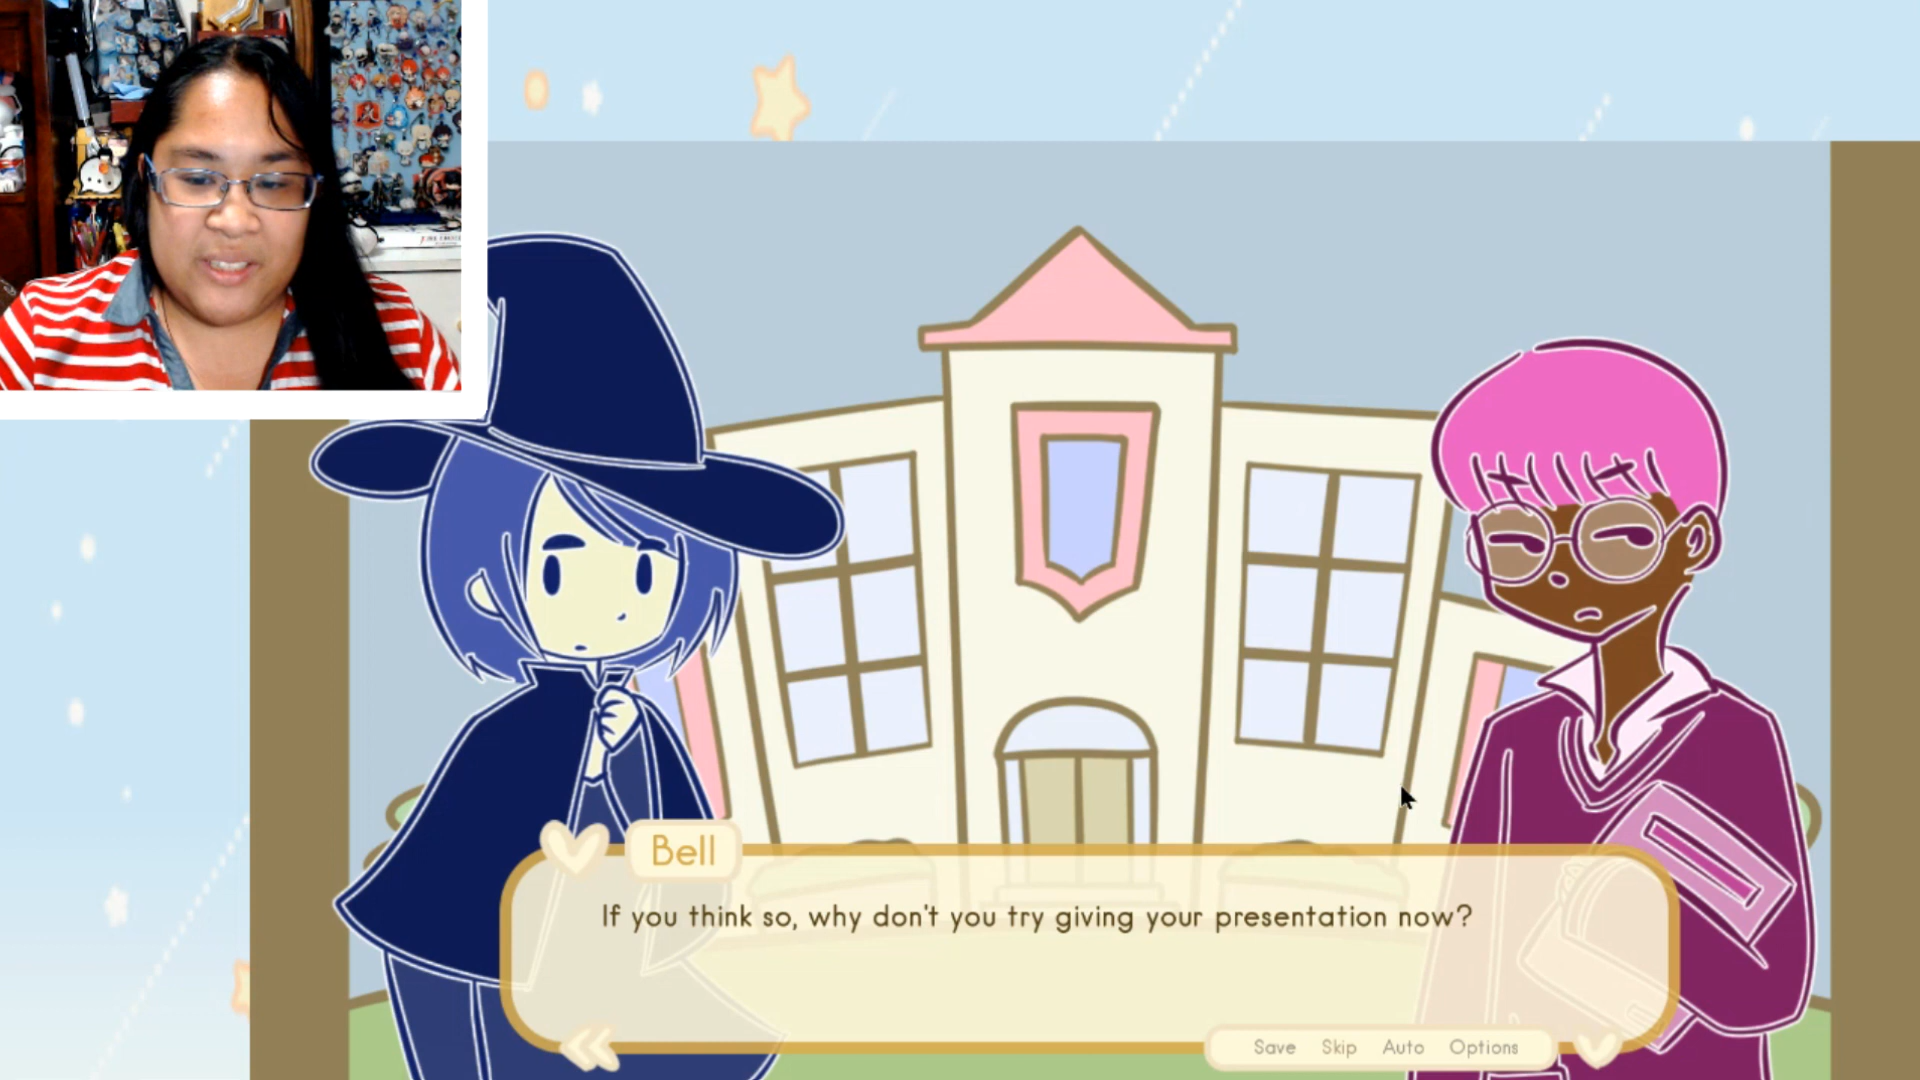 Bell
If you think so, why don't you try giving your presentation now?
Save Skip Auto Options